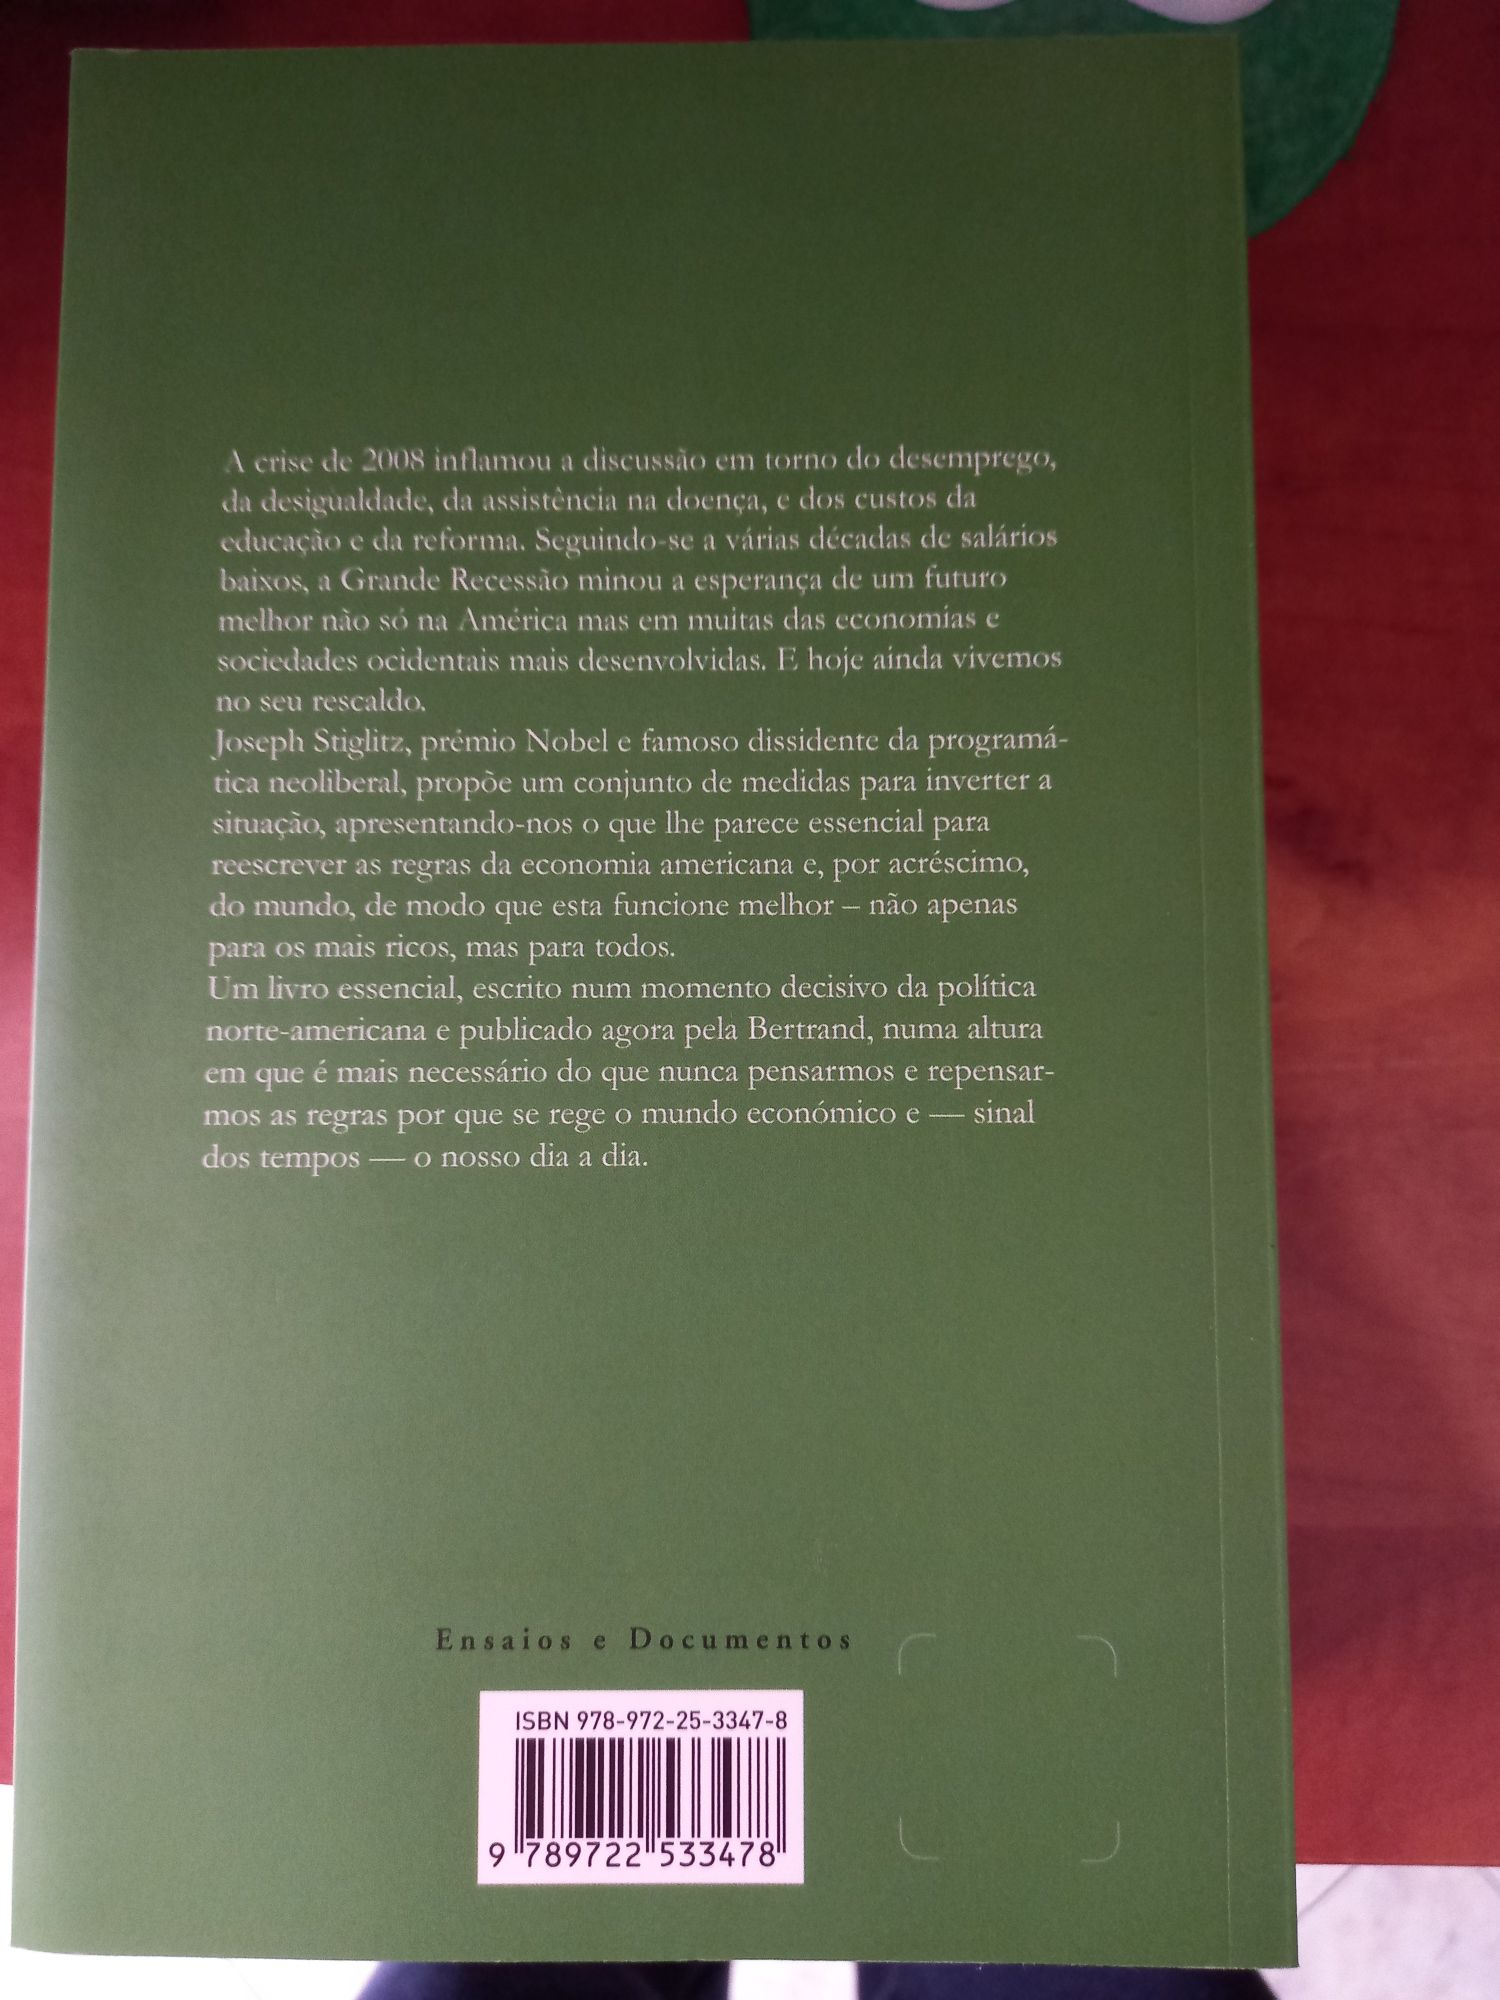 A crise de 2008 inflamou a discussão em torno do desemprego,
da desigualdade, da assistência na doença, e dos custos da
educação e da reforma. Seguindo-se a várias décadas de salários
baixos, a Grande Recessão minou a esperança de um futuro
melhor não só na América mas em muitas das economias e
sociedades ocidentais mais desenvolvidas. E hoje ainda vivemos
no seu rescaldo.
Joseph Stiglitz, prémio Nobel e famoso dissidente da programá-
tica neoliberal, propõe um conjunto de medidas para inverter a
situação, apresentando-nos o que lhe parece essencial para
reescrever as regras da economia americana e, por acréscimo,
do mundo, de modo que esta funcione melhor – não apenas
para os mais ricos, mas para todos.
Um livro essencial, escrito num momento decisivo da política
norte-americana e publicado agora pela Bertrand, numa altura
em que é mais necessário do que nunca pensarmos e repensar-
mos as regras por que se rege o mundo económico e — sinal
dos tempos — o nosso dia a dia.
Ensaios e Documentos
ISBN 978-972-25-3347-8
9 789722 533478